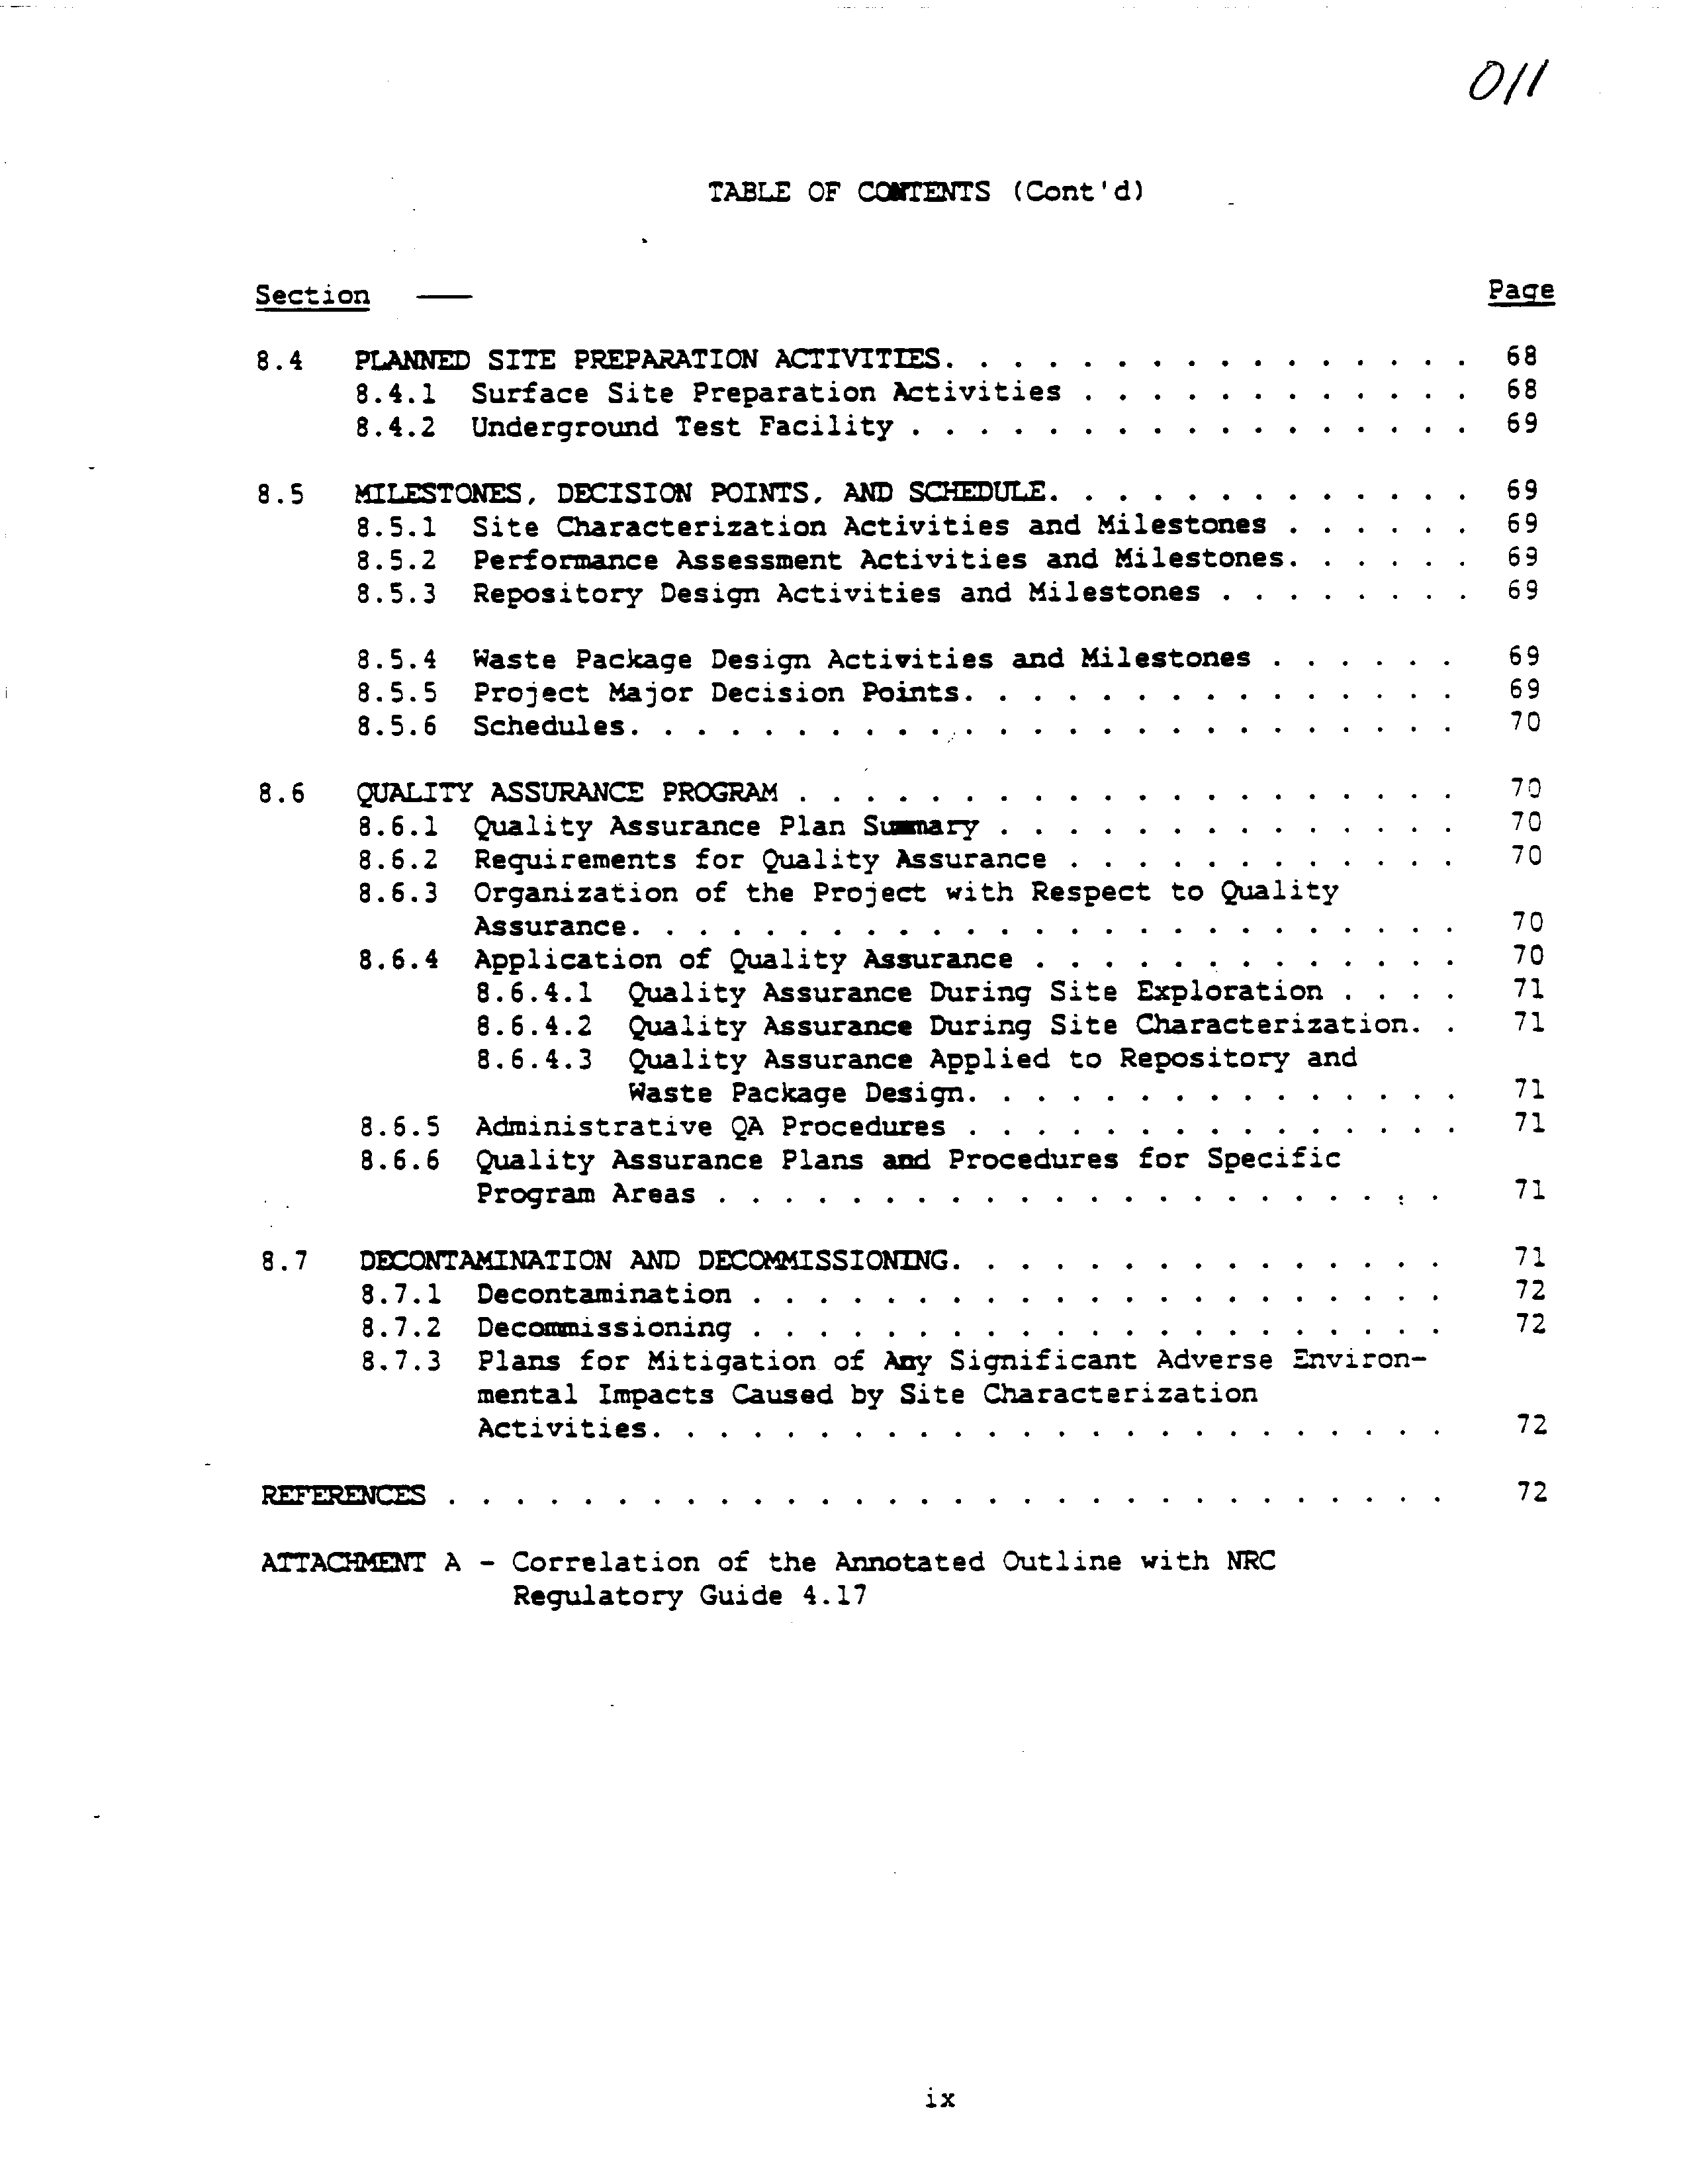 011
TABLE OF CONTENTS (Cont'd)
Section — Page
8.4 PLANNED SITE PREPARATION ACTIVITIES. . . . . . . . . . . . . . . . . 68
8.4.1 Surface Site Preparation Activities . . . . . . . . . . . . 68
8.4.2 Underground Test Facility . . . . . . . . . . . . . . . . . 69
8.5 MILESTONES, DECISION POINTS, AND SCHEDULE. . . . . . . . . . . . . 69
8.5.1 Site Characterization Activities and Milestones . . . . . . 69
8.5.2 Performance Assessment Activities and Milestones. . . . . . 69
8.5.3 Repository Design Activities and Milestones . . . . . . . . 69
8.5.4 Waste Package Design Activities and Milestones . . . . . . 69
8.5.5 Project Major Decision Points. . . . . . . . . . . . . . . 69
8.5.6 Schedules. . . . . . . . . . . . . . . . . . . . . . . . . 70
8.6 QUALITY ASSURANCE PROGRAM . . . . . . . . . . . . . . . . . . . . 70
8.6.1 Quality Assurance Plan Summary . . . . . . . . . . . . . . 70
8.6.2 Requirements for Quality Assurance . . . . . . . . . . . . 70
8.6.3 Organization of the Project with Respect to Quality
Assurance. . . . . . . . . . . . . . . . . . . . . . . . . 70
8.6.4 Application of Quality Assurance . . . . . . . . . . . . . 70
8.6.4.1 Quality Assurance During Site Exploration . . . . 71
8.6.4.2 Quality Assurance During Site Characterization. . 71
8.6.4.3 Quality Assurance Applied to Repository and
Waste Package Design. . . . . . . . . . . . . . . 71
8.6.5 Administrative QA Procedures . . . . . . . . . . . . . . . 71
8.6.6 Quality Assurance Plans and Procedures for Specific
Program Areas . . . . . . . . . . . . . . . . . . . . . . 71
8.7 DECONTAMINATION AND DECOMMISSIONING. . . . . . . . . . . . . . . 71
8.7.1 Decontamination . . . . . . . . . . . . . . . . . . . . . 72
8.7.2 Decommissioning . . . . . . . . . . . . . . . . . . . . . 72
8.7.3 Plans for Mitigation of Any Significant Adverse Environ-
mental Impacts Caused by Site Characterization
Activities. . . . . . . . . . . . . . . . . . . . . . . . 72
REFERENCES . . . . . . . . . . . . . . . . . . . . . . . . . . . . . . 72
ATTACHMENT A - Correlation of the Annotated Outline with NRC
Regulatory Guide 4.17
ix